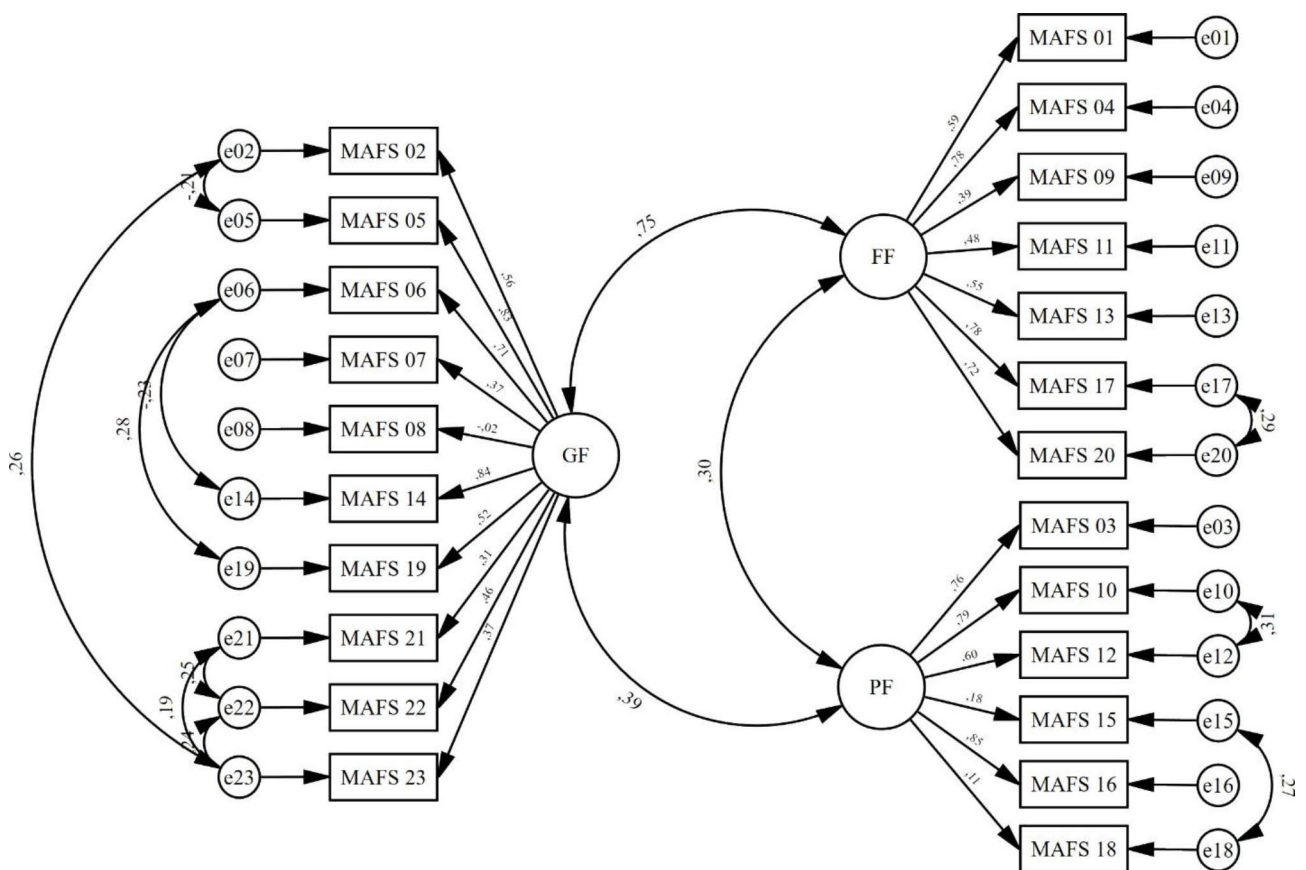 e02 MAFS 02
e05 MAFS 05
e06 MAFS 06
e07 MAFS 07
e08 MAFS 08
e14 MAFS 14
e19 MAFS 19
e21 MAFS 21
e22 MAFS 22
e23 MAFS 23
-,21
-,23
,28
,26
,25
,19
,24
,56
,83
,71
,37
-,02
,84
,52
,31
,46
,37
GF
,75
,30
,39
FF
,59
,78
,39
,48
,55
,78
,72
MAFS 01 e01
MAFS 04 e04
MAFS 09 e09
MAFS 11 e11
MAFS 13 e13
MAFS 17 e17
MAFS 20 e20
,29
PF
,76
,79
,60
,18
,85
,11
MAFS 03 e03
MAFS 10 e10
MAFS 12 e12
MAFS 15 e15
MAFS 16 e16
MAFS 18 e18
,31
,27